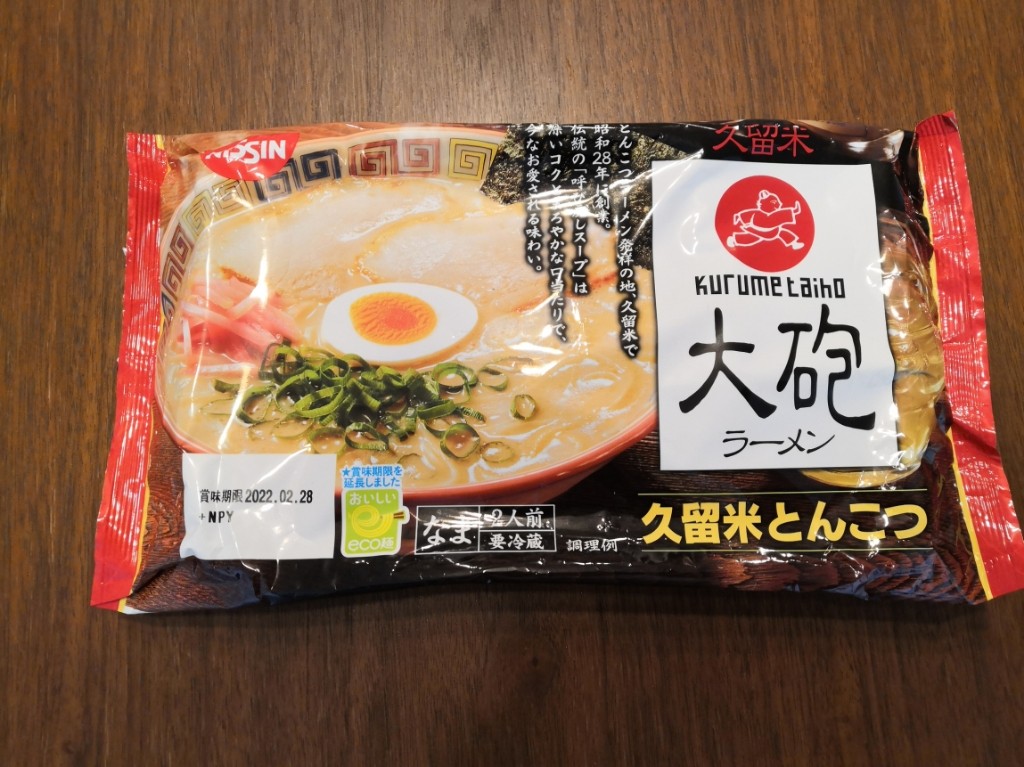 NISSIN
とんこつラーメン発祥の地、久留米で
昭和28年に創業。
伝統の「呼び戻しスープ」は
深いコクとまろやかな口当たりで、
今なお愛される味わい。
久留米
Kurume taiho
大砲
ラーメン
賞味期限2022.02.28
+NPY
★賞味期限を
延長しました
おいしい
eco麺
なま
2人前
要冷蔵
調理例
久留米とんこつ